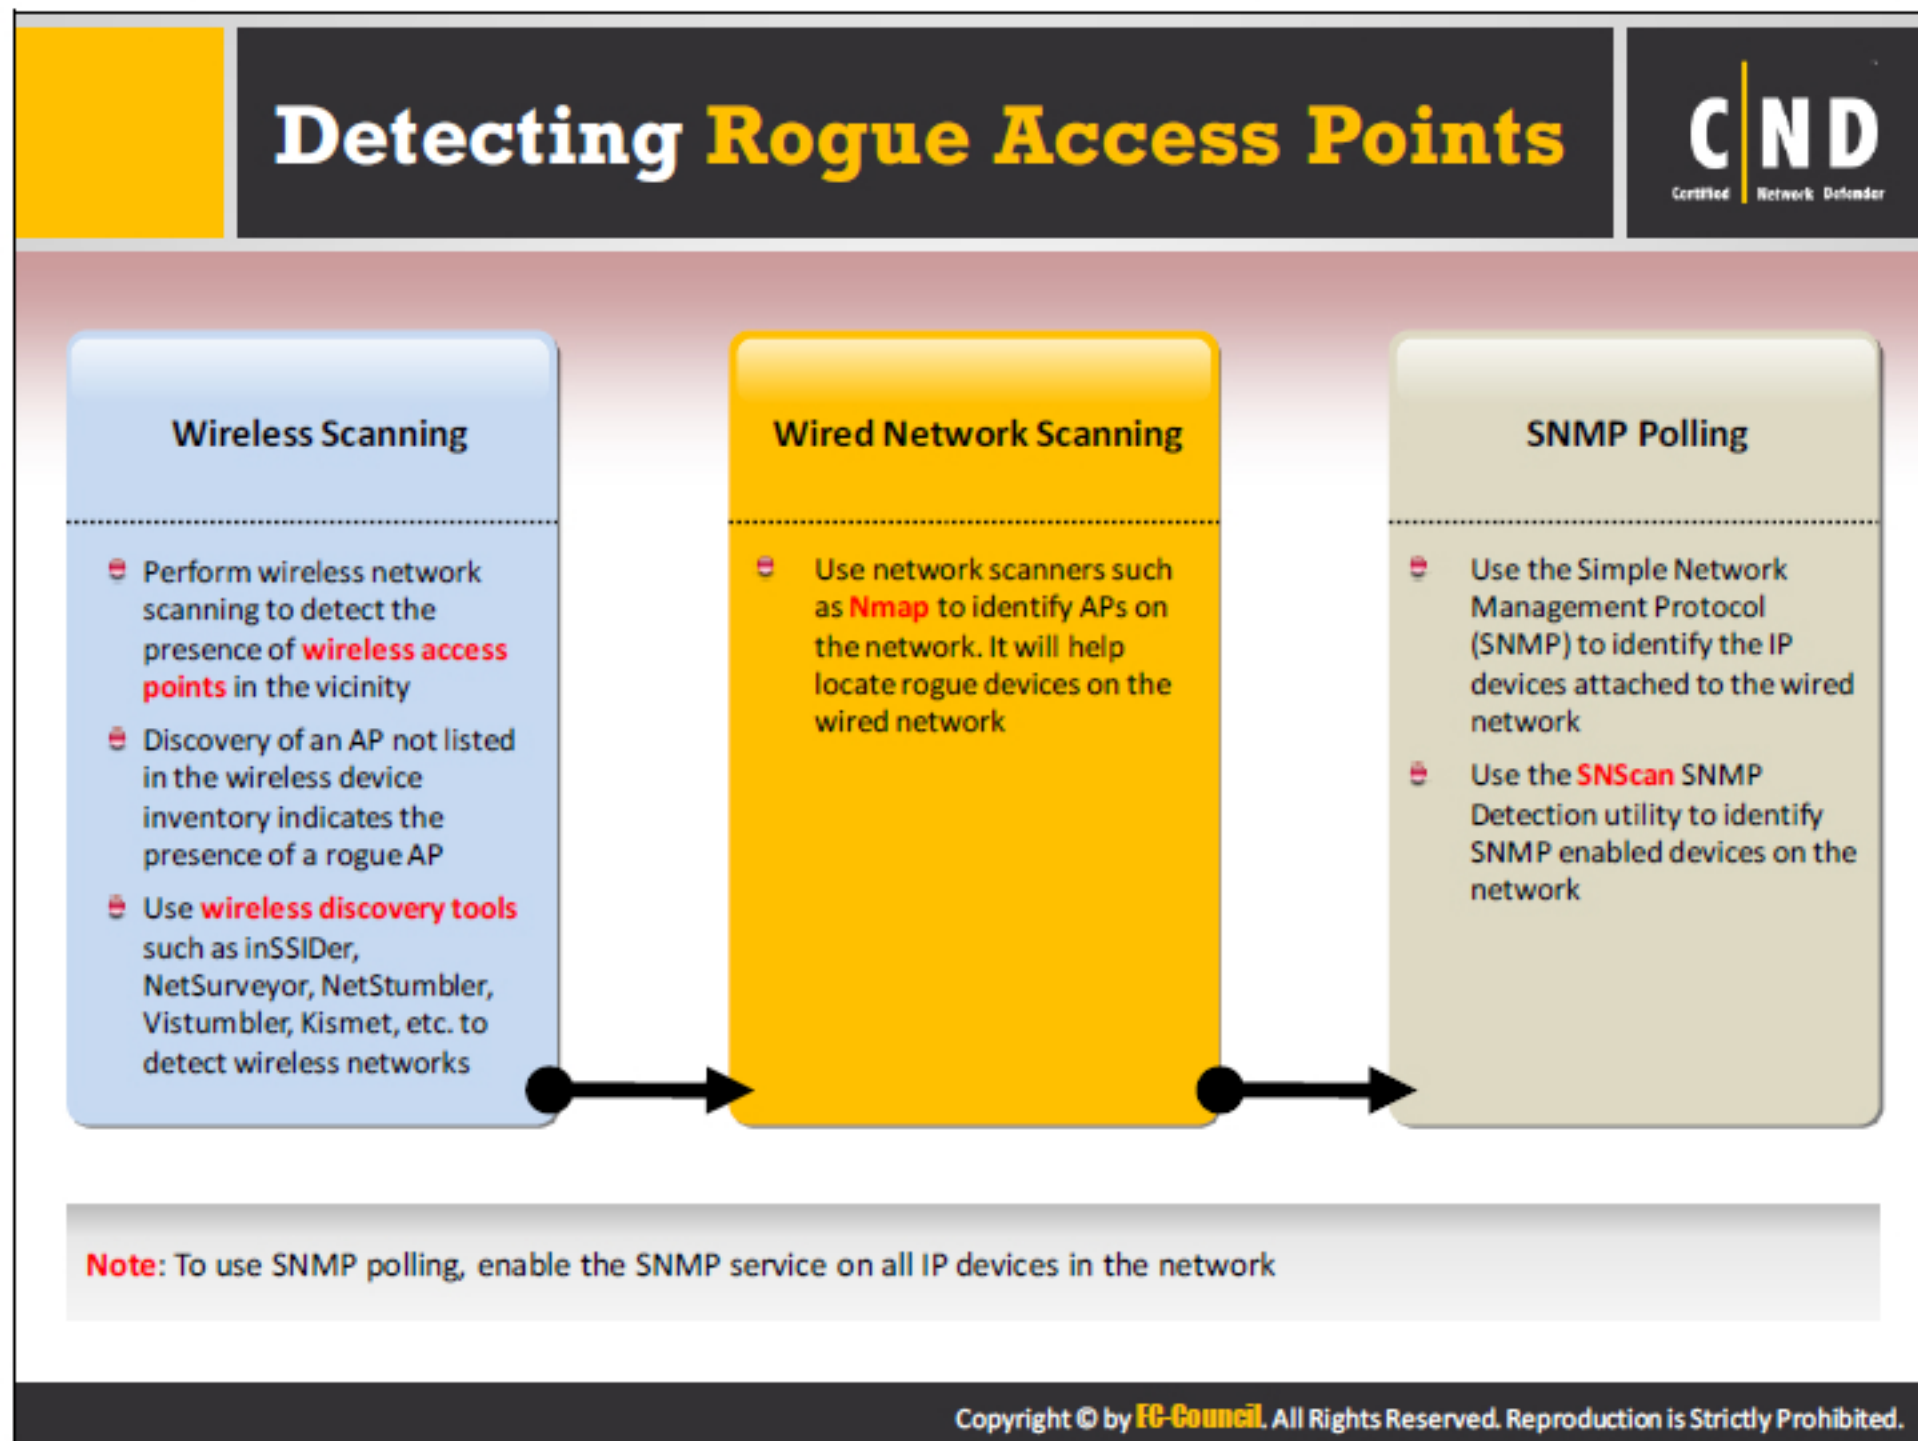 Detecting Rogue Access Points
C|ND
Certified Network Defender
Wireless Scanning
Perform wireless network
scanning to detect the
presence of wireless access
points in the vicinity
Discovery of an AP not listed
in the wireless device
inventory indicates the
presence of a rogue AP
Use wireless discovery tools
such as inSSIDer,
NetSurveyor, NetStumbler,
Vistumbler, Kismet, etc. to
detect wireless networks
Wired Network Scanning
Use network scanners such
as Nmap to identify APs on
the network. It will help
locate rogue devices on the
wired network
SNMP Polling
Use the Simple Network
Management Protocol
(SNMP) to identify the IP
devices attached to the wired
network
Use the SNScan SNMP
Detection utility to identify
SNMP enabled devices on the
network
Note: To use SNMP polling, enable the SNMP service on all IP devices in the network
Copyright © by EC-Council. All Rights Reserved. Reproduction is Strictly Prohibited.